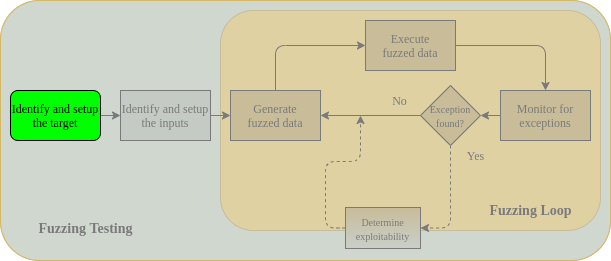 Execute
fuzzed data
Identify and setup
the target
Identify and setup
the inputs
Generate
fuzzed data
No
Exception
found?
Monitor for
exceptions
Yes
Determine
exploitability
Fuzzing Loop
Fuzzing Testing